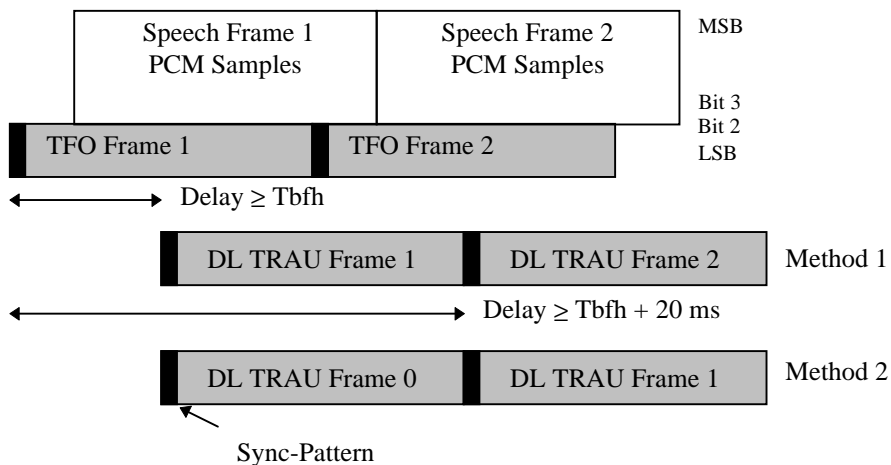 Speech Frame 1
PCM Samples
Speech Frame 2
PCM Samples
MSB
Bit 3
Bit 2
LSB
TFO Frame 1
TFO Frame 2
Delay ≥ Tbfh
DL TRAU Frame 1
DL TRAU Frame 2
Method 1
Delay ≥ Tbfh + 20 ms
DL TRAU Frame 0
DL TRAU Frame 1
Method 2
Sync-Pattern